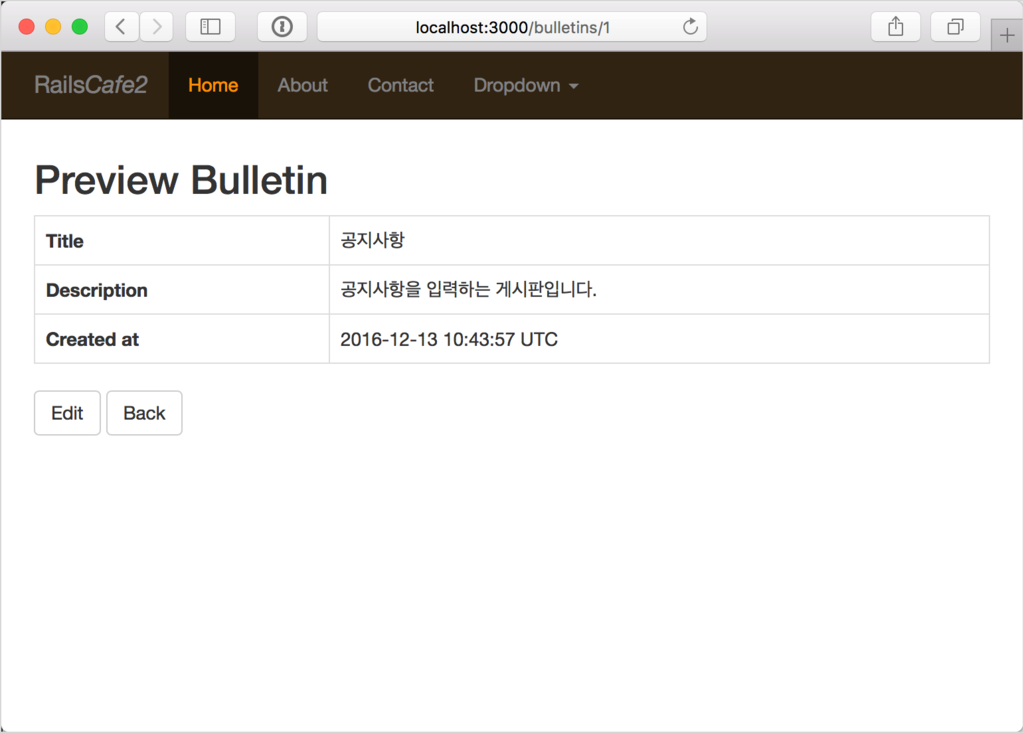 localhost:3000/bulletins/1
RailsCafe2 Home About Contact Dropdown
Preview Bulletin
Title 공지사항
Description 공지사항을 입력하는 게시판입니다.
Created at 2016-12-13 10:43:57 UTC
Edit Back